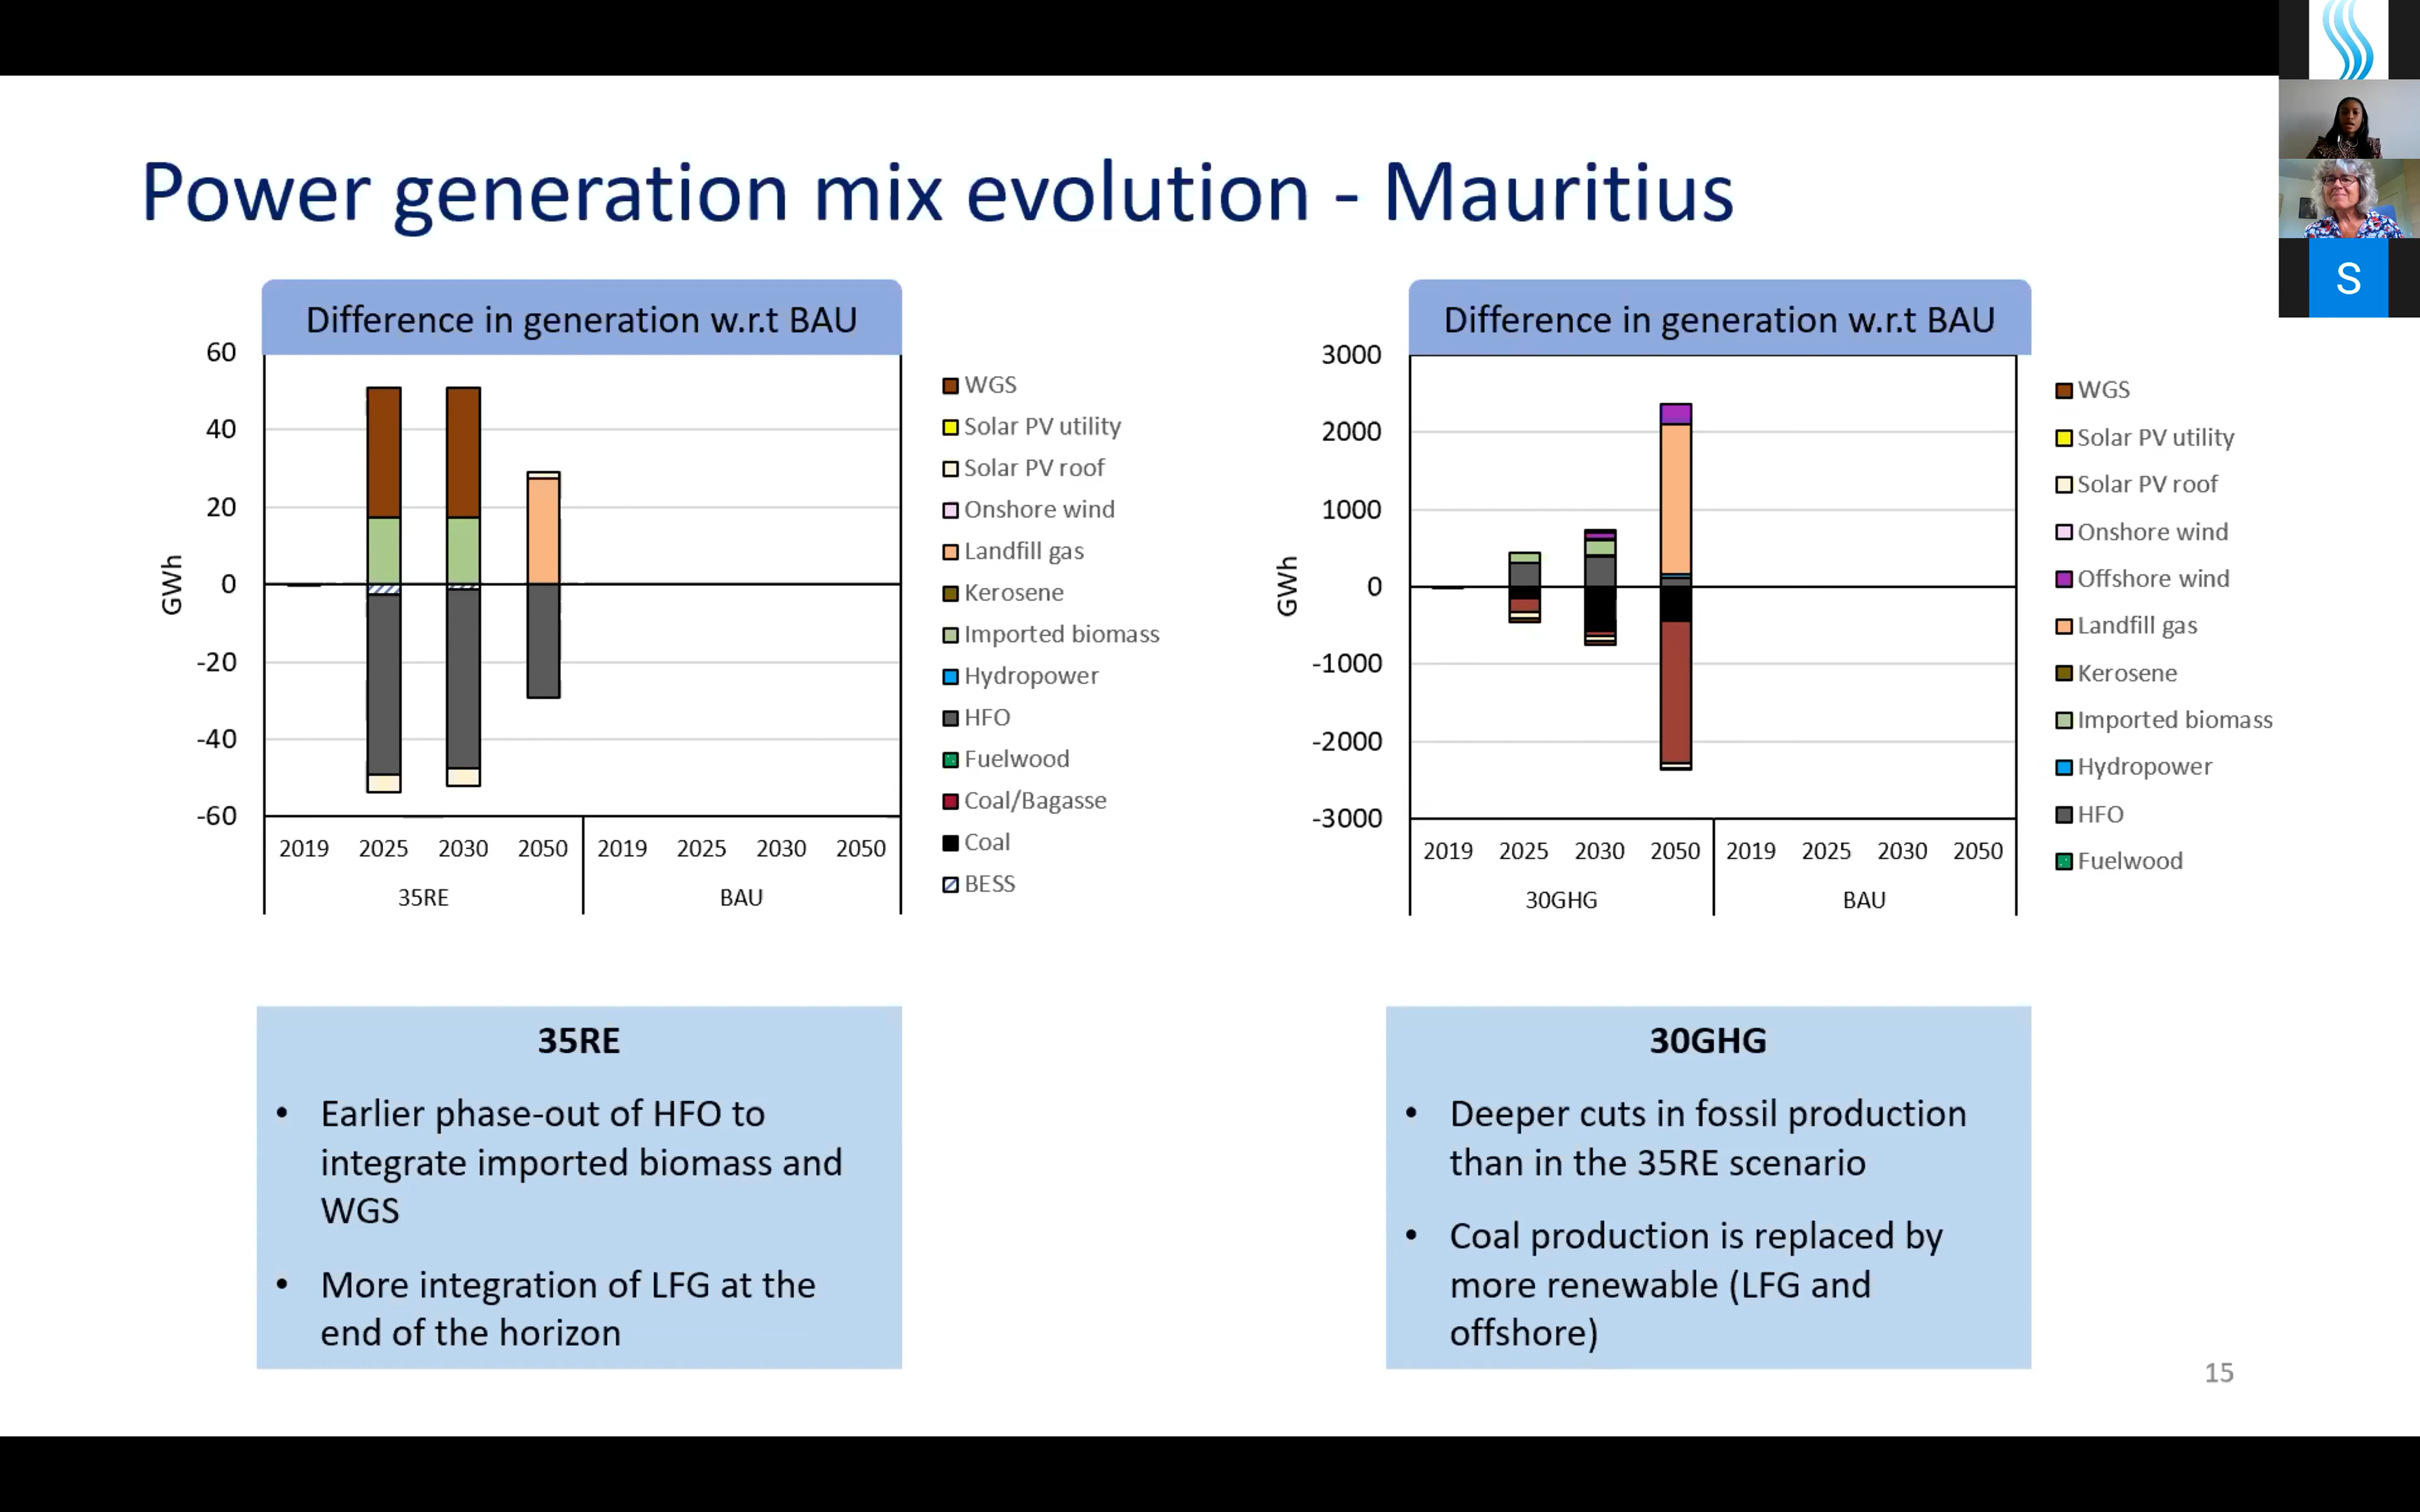 S
Power generation mix evolution - Mauritius
Difference in generation w.r.t BAU
60
40
20
0
-20
-40
-60
GWh
2019 2025 2030 2050 2019 2025 2030 2050
35RE BAU
WGS
Solar PV utility
Solar PV roof
Onshore wind
Landfill gas
Kerosene
Imported biomass
Hydropower
HFO
Fuelwood
Coal/Bagasse
Coal
BESS
Difference in generation w.r.t BAU
3000
2000
1000
0
-1000
-2000
-3000
GWh
2019 2025 2030 2050 2019 2025 2030 2050
30GHG BAU
WGS
Solar PV utility
Solar PV roof
Onshore wind
Offshore wind
Landfill gas
Kerosene
Imported biomass
Hydropower
HFO
Fuelwood
35RE
• Earlier phase-out of HFO to
integrate imported biomass and
WGS
• More integration of LFG at the
end of the horizon
30GHG
• Deeper cuts in fossil production
than in the 35RE scenario
• Coal production is replaced by
more renewable (LFG and
offshore)
15